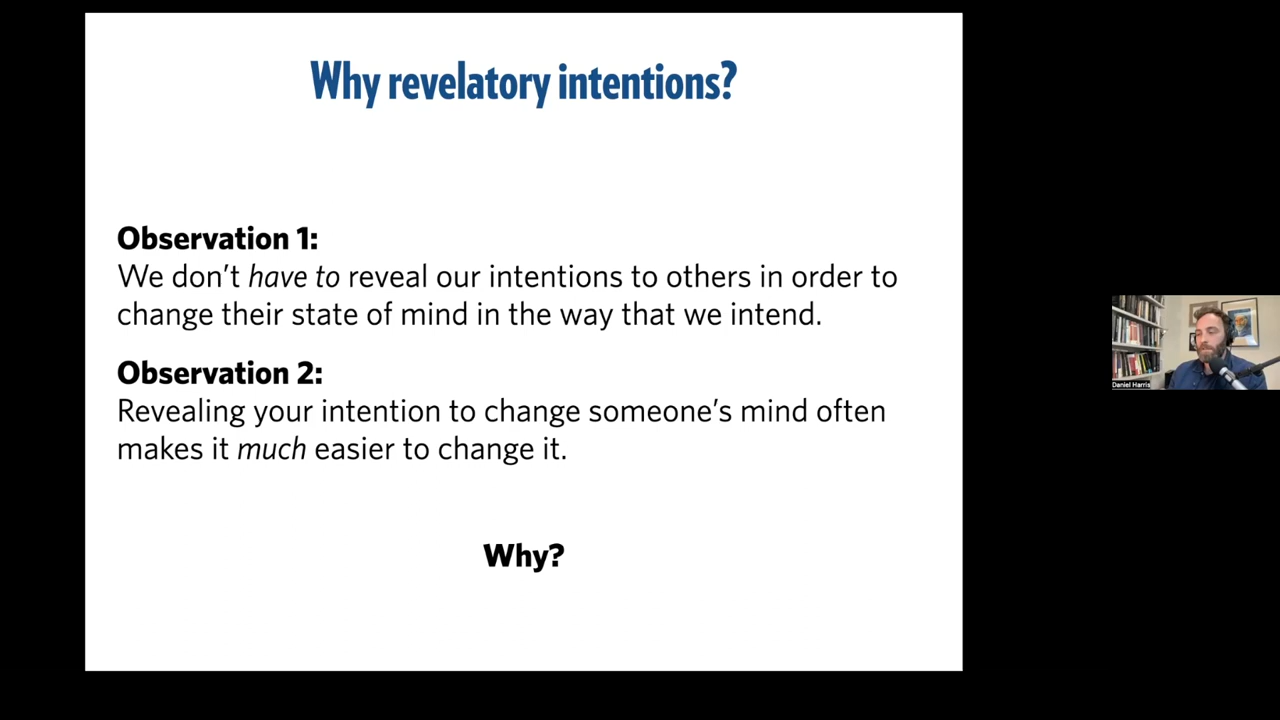 Why revelatory intentions?
Observation 1:
We don’t have to reveal our intentions to others in order to
change their state of mind in the way that we intend.
Observation 2:
Revealing your intention to change someone’s mind often
makes it much easier to change it.
Why?
Daniel Harris